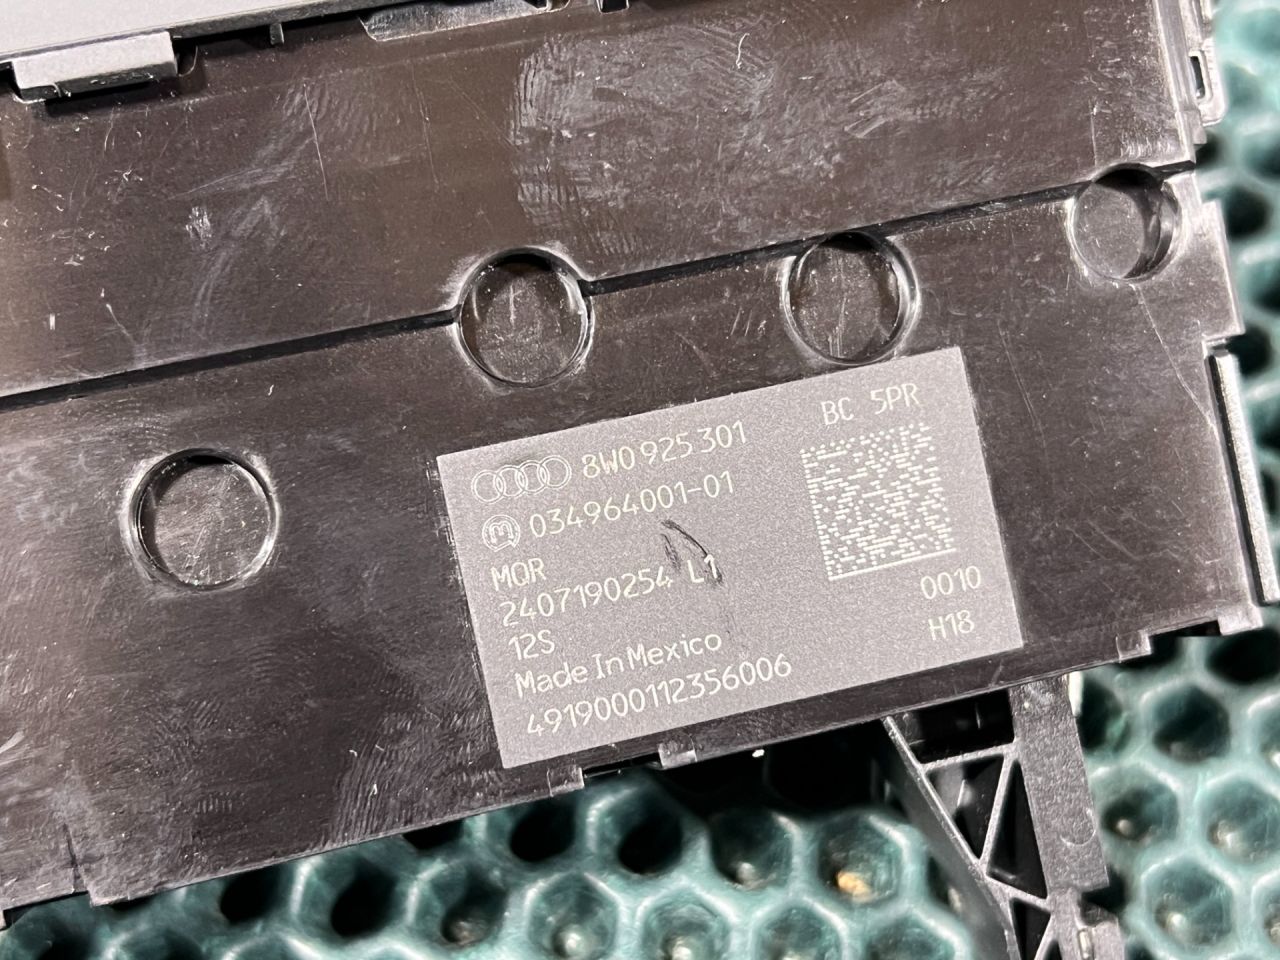 8W0 925 301
BC 5PR
034964001-01
MQR
2407190254 L1
12S
0010
Made In Mexico
H18
4919000112356006